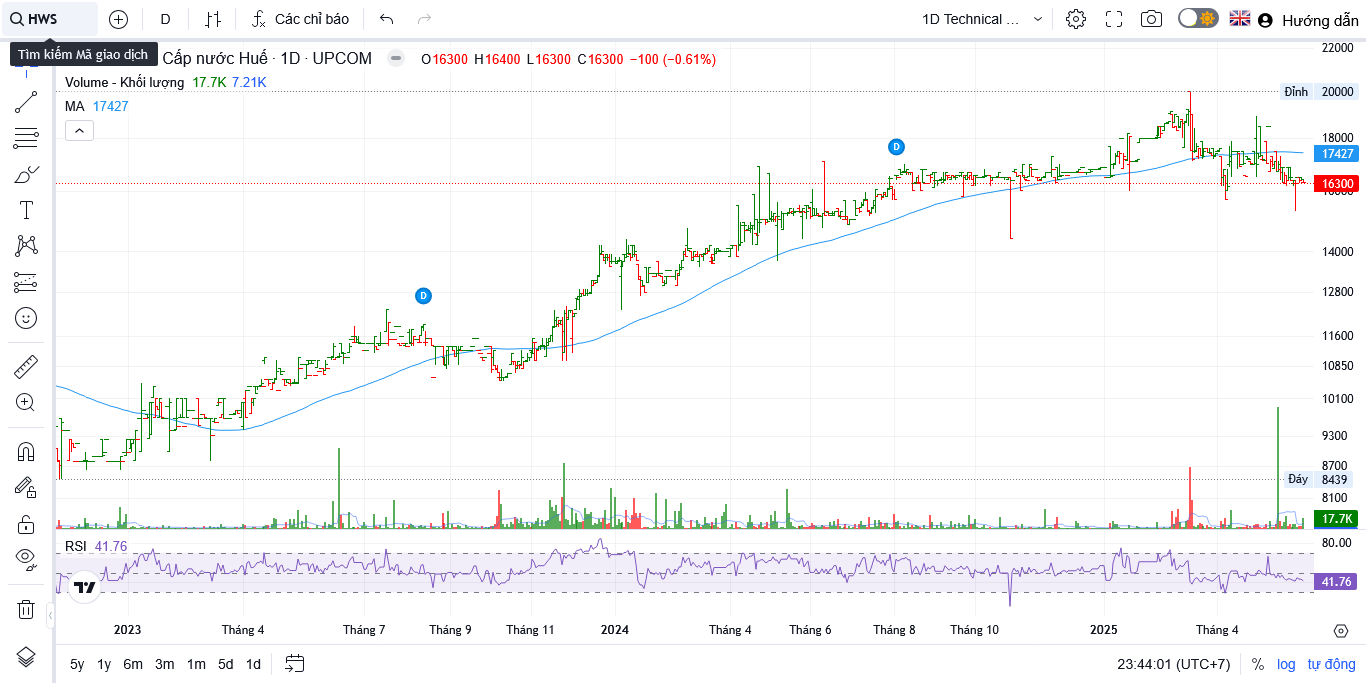 HWS
D
Các chỉ báo
1D Technical ...
Hướng dẫn
Tìm kiếm Mã giao dịch
Cấp nước Huế · 1D · UPCOM
O16300 H16400 L16300 C16300 −100 (−0.61%)
Volume - Khối lượng 17.7K 7.21K
MA 17427
22000
Đỉnh 20000
18000
17427
16300
14000
12800
11600
10850
10100
9300
8700
Đáy 8439
8100
17.7K
D
D
RSI 41.76
80.00
41.76
2023 Tháng 4 Tháng 7 Tháng 9 Tháng 11 2024 Tháng 4 Tháng 6 Tháng 8 Tháng 10 2025 Tháng 4
5y 1y 6m 3m 1m 5d 1d
23:44:01 (UTC+7) % log tự động